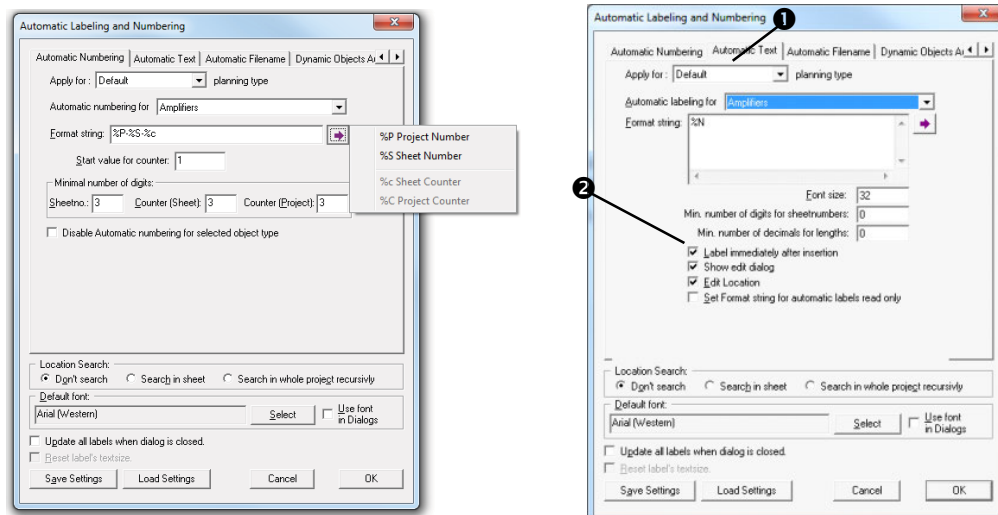 Automatic Labeling and Numbering
Automatic Numbering Automatic Text Automatic Filename Dynamic Objects Au
Apply for : Default planning type
Automatic numbering for Amplifiers
Format string: %P-%S-%c
%P Project Number
%S Sheet Number
%c Sheet Counter
%C Project Counter
Start value for counter: 1
Minimal number of digits:
Sheetno.: 3 Counter (Sheet): 3 Counter (Project): 3
Disable Automatic numbering for selected object type
Location Search:
Don't search Search in sheet Search in whole project recursivly
Default font:
Arial (Western) Select Use font
in Dialogs
Update all labels when dialog is closed.
Reset label's textsize.
Save Settings Load Settings Cancel OK
Automatic Labeling and Numbering
1
Automatic Numbering Automatic Text Automatic Filename Dynamic Objects Au
Apply for : Default planning type
Automatic labeling for Amplifiers
Format string: %N
2
Font size: 32
Min. number of digits for sheetnumbers: 0
Min. number of decimals for lengths: 0
Label immediately after insertion
Show edit dialog
Edit Location
Set Format string for automatic labels read only
Location Search:
Don't search Search in sheet Search in whole project recursivly
Default font:
Arial (Western) Select Use font
in Dialogs
Update all labels when dialog is closed.
Reset label's textsize.
Save Settings Load Settings Cancel OK